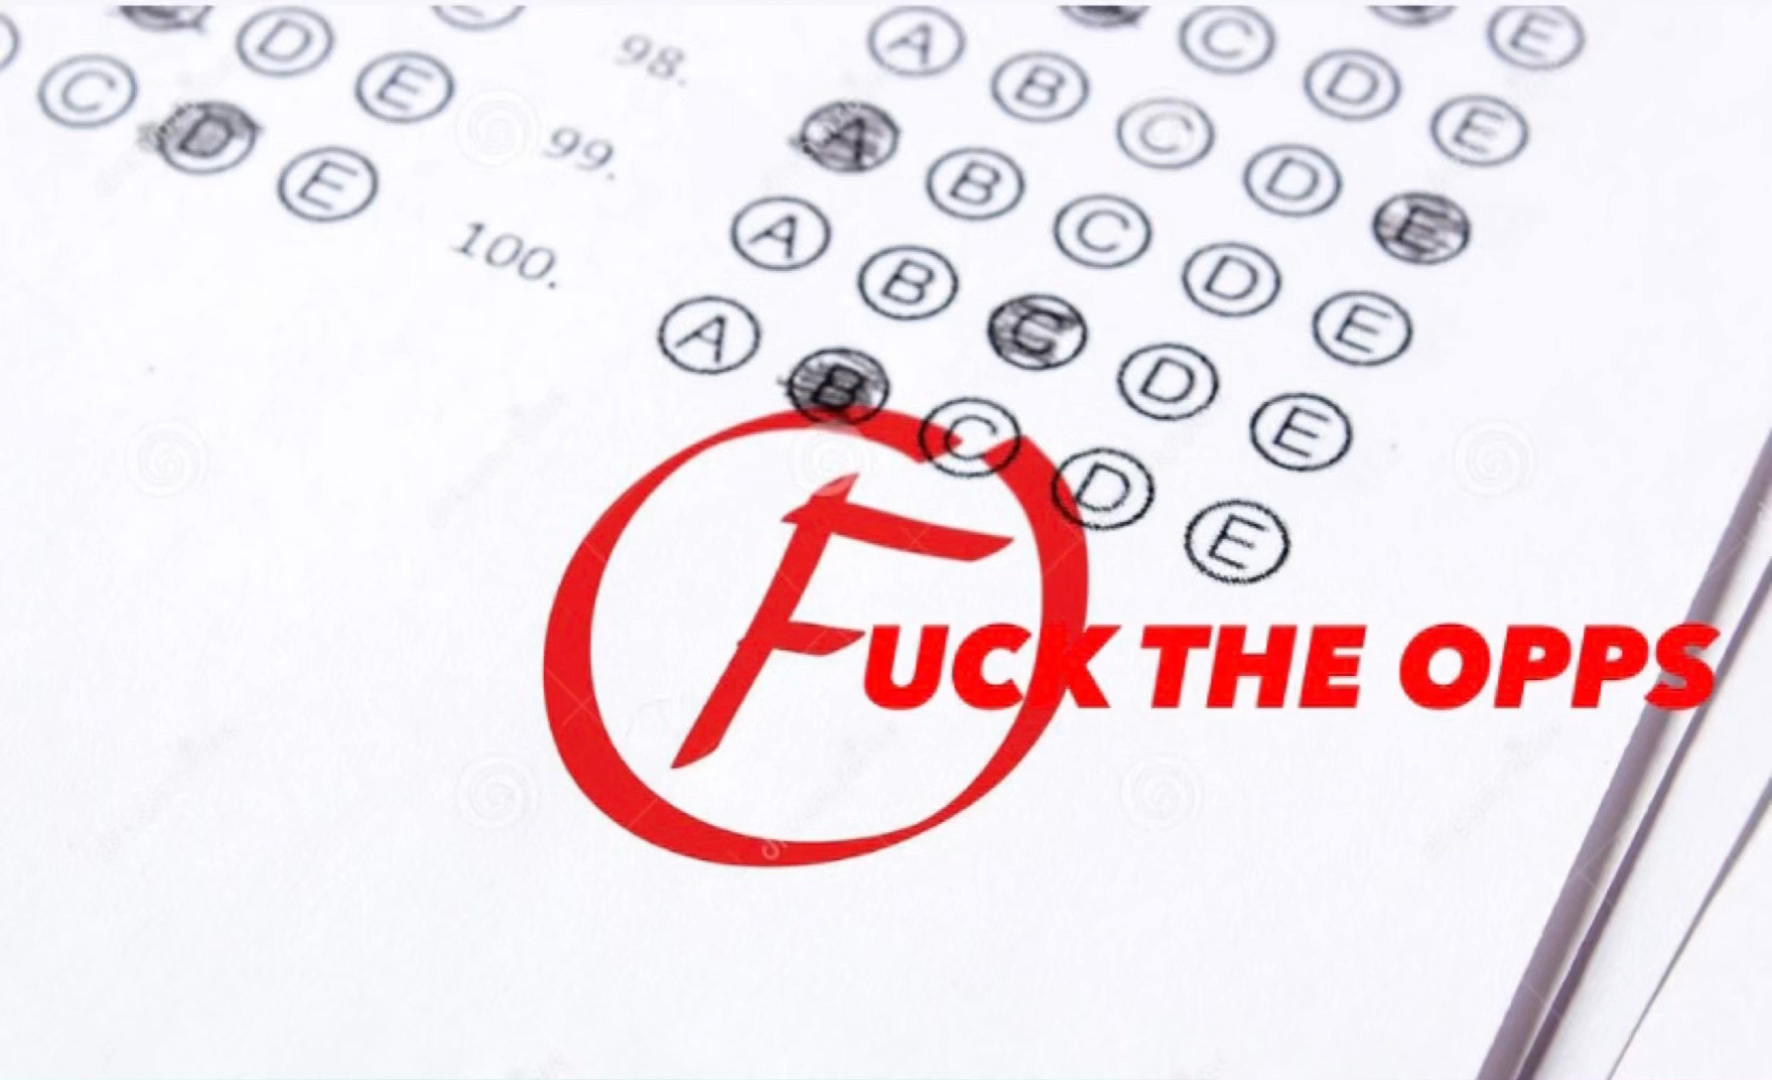 D E
C D E
E
C D E
A B C D E
98. A B C D E
99. A B C D E
100. A B C D E
FUCK THE OPPS